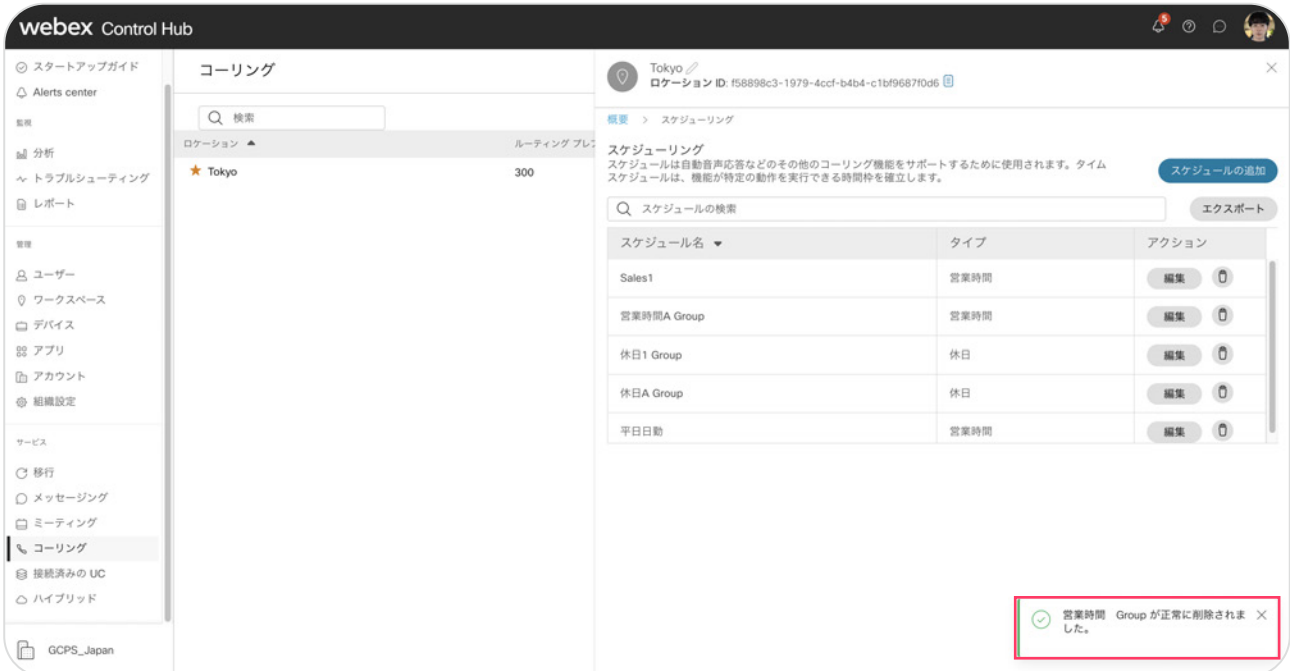 webex Control Hub
5
スタートアップガイド
Alerts center
監視
分析
トラブルシューティング
レポート
管理
ユーザー
ワークスペース
デバイス
アプリ
アカウント
組織設定
サービス
移行
メッセージング
ミーティング
コーリング
接続済みの UC
ハイブリッド
GCPS_Japan
コーリング
検索
ロケーション ▲ ルーティング プレフ
Tokyo 300
Tokyo
ロケーション ID: f58898c3-1979-4ccf-b4b4-c1bf9687f0d6
概要 > スケジューリング
スケジューリング
スケジュールは自動音声応答などのその他のコーリング機能をサポートするために使用されます。タイム
スケジュールは、機能が特定の動作を実行できる時間枠を確立します。
スケジュールの追加
スケジュールの検索
エクスポート
スケジュール名 ▼ タイプ アクション
Sales1 営業時間 編集
営業時間A Group 営業時間 編集
休日1 Group 休日 編集
休日A Group 休日 編集
平日日勤 営業時間 編集
営業時間　Group が正常に削除されま
した。